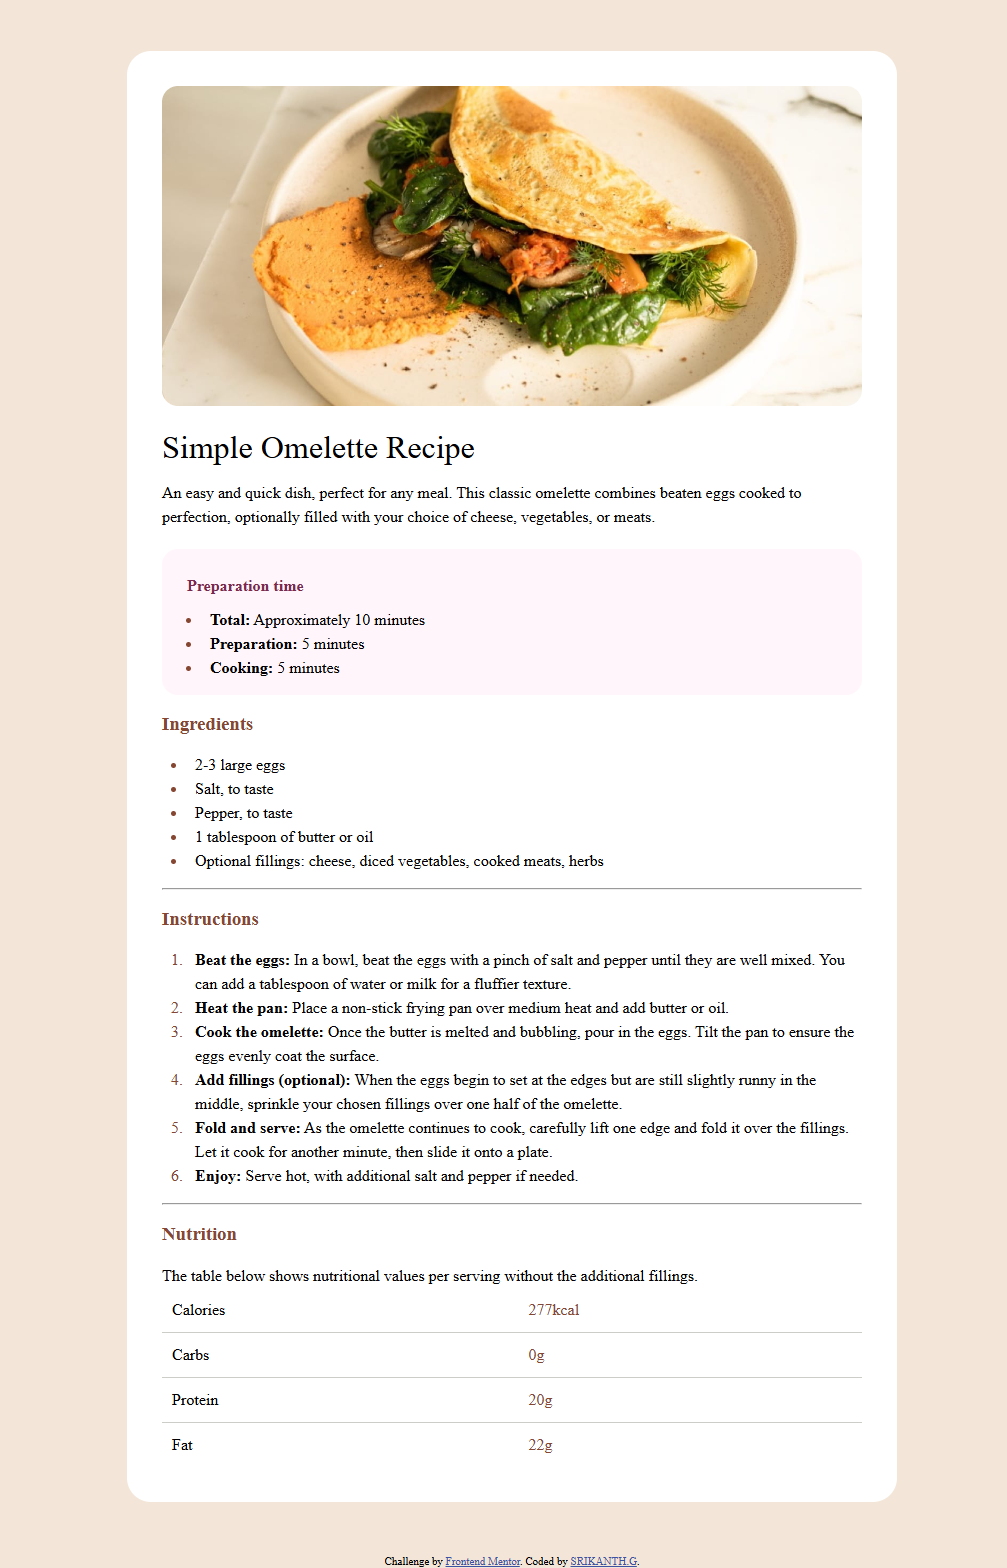 Simple Omelette Recipe
An easy and quick dish, perfect for any meal. This classic omelette combines beaten eggs cooked to
perfection, optionally filled with your choice of cheese, vegetables, or meats.
Preparation time
• Total: Approximately 10 minutes
• Preparation: 5 minutes
• Cooking: 5 minutes
Ingredients
• 2-3 large eggs
• Salt, to taste
• Pepper, to taste
• 1 tablespoon of butter or oil
• Optional fillings: cheese, diced vegetables, cooked meats, herbs
Instructions
1. Beat the eggs: In a bowl, beat the eggs with a pinch of salt and pepper until they are well mixed. You
can add a tablespoon of water or milk for a fluffier texture.
2. Heat the pan: Place a non-stick frying pan over medium heat and add butter or oil.
3. Cook the omelette: Once the butter is melted and bubbling, pour in the eggs. Tilt the pan to ensure the
eggs evenly coat the surface.
4. Add fillings (optional): When the eggs begin to set at the edges but are still slightly runny in the
middle, sprinkle your chosen fillings over one half of the omelette.
5. Fold and serve: As the omelette continues to cook, carefully lift one edge and fold it over the fillings.
Let it cook for another minute, then slide it onto a plate.
6. Enjoy: Serve hot, with additional salt and pepper if needed.
Nutrition
The table below shows nutritional values per serving without the additional fillings.
Calories 277kcal
Carbs 0g
Protein 20g
Fat 22g
Challenge by Frontend Mentor. Coded by SRIKANTH.G.